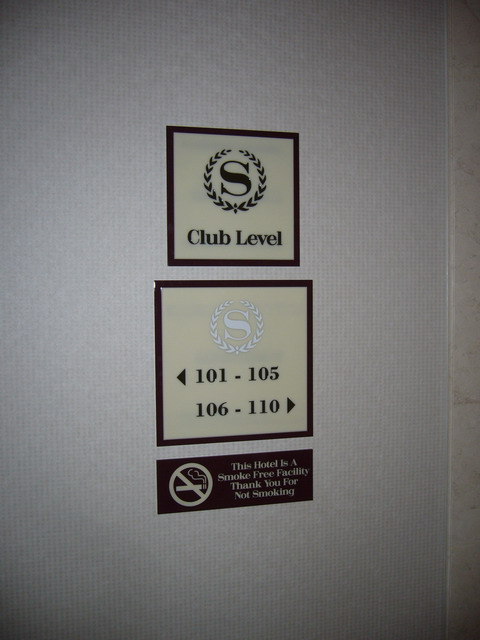 S
Club Level
S
101 - 105
106 - 110
This Hotel Is A
Smoke Free Facility
Thank You For
Not Smoking